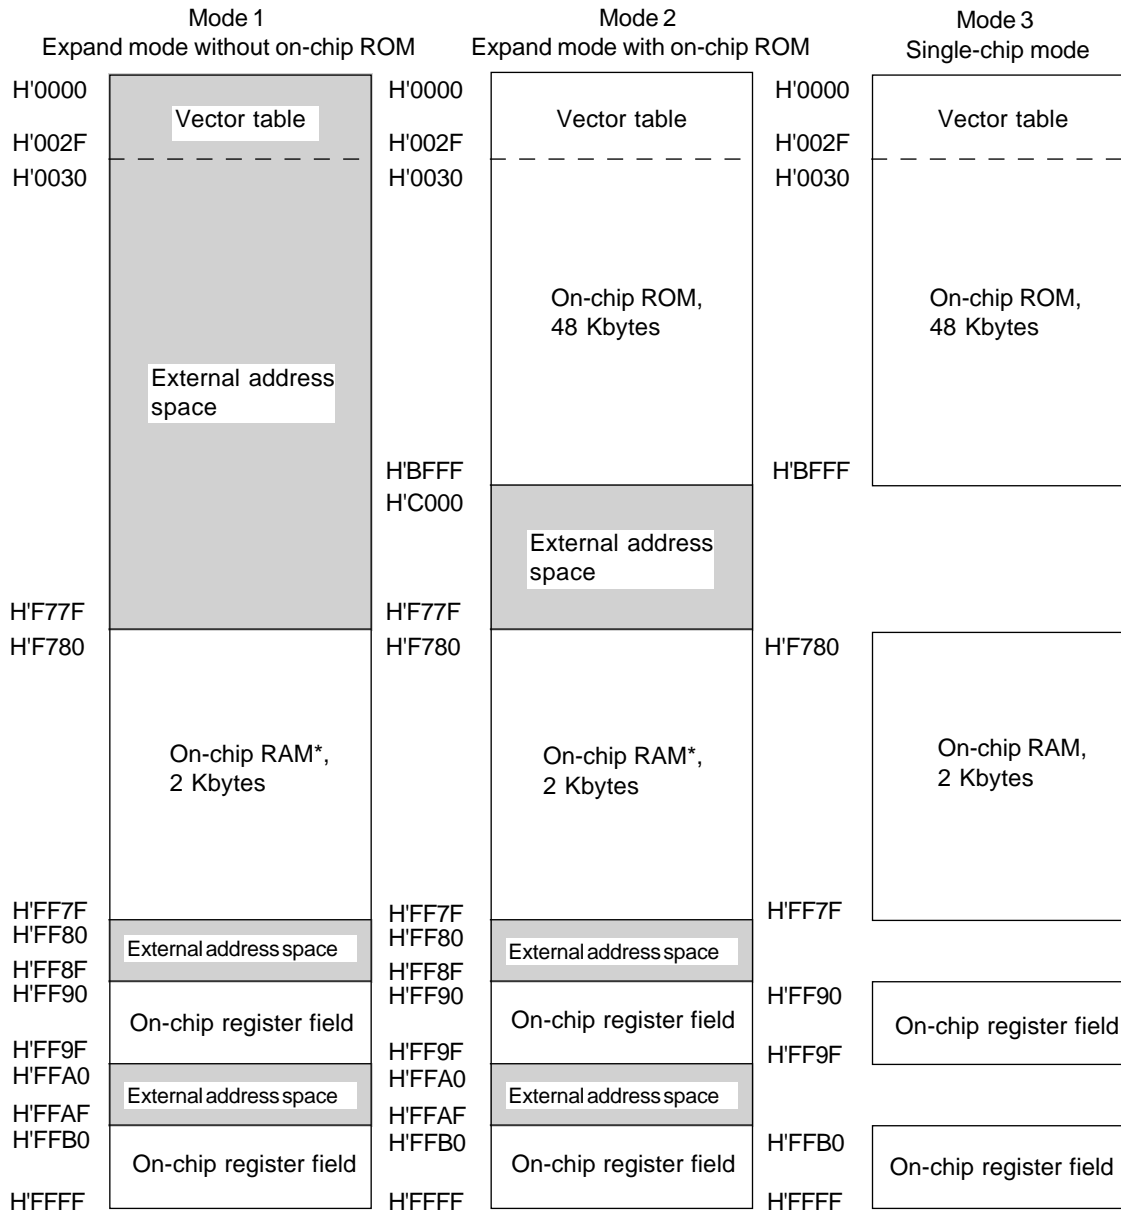 Mode 1
Expand mode without on-chip ROM
H'0000
Vector table
H'002F
H'0030
External address
space
H'F77F
H'F780
On-chip RAM*,
2 Kbytes
H'FF7F
H'FF80
External address space
H'FF8F
H'FF90
On-chip register field
H'FF9F
H'FFA0
External address space
H'FFAF
H'FFB0
On-chip register field
H'FFFF
Mode 2
Expand mode with on-chip ROM
H'0000
Vector table
H'002F
H'0030
On-chip ROM,
48 Kbytes
H'BFFF
H'C000
External address
space
H'F77F
H'F780
On-chip RAM*,
2 Kbytes
H'FF7F
H'FF80
External address space
H'FF8F
H'FF90
On-chip register field
H'FF9F
H'FFA0
External address space
H'FFAF
H'FFB0
On-chip register field
H'FFFF
Mode 3
Single-chip mode
H'0000
Vector table
H'002F
H'0030
On-chip ROM,
48 Kbytes
H'BFFF
H'F780
On-chip RAM,
2 Kbytes
H'FF7F
H'FF90
On-chip register field
H'FF9F
H'FFB0
On-chip register field
H'FFFF